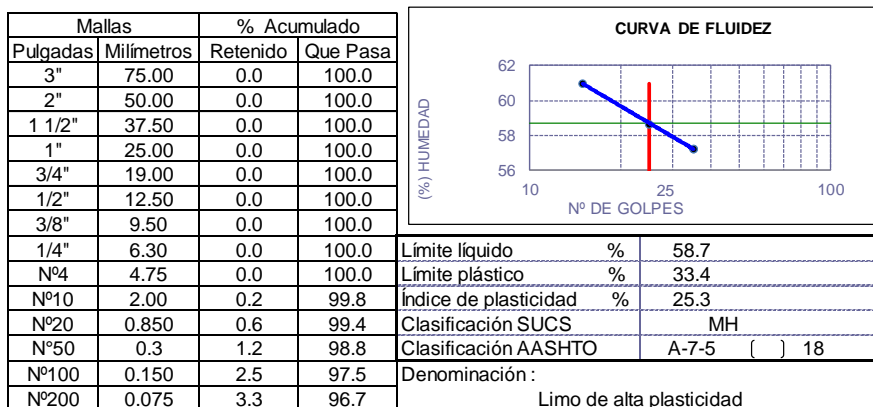 Mallas % Acumulado
Pulgadas Milímetros Retenido Que Pasa
3" 75.00 0.0 100.0
2" 50.00 0.0 100.0
1 1/2" 37.50 0.0 100.0
1" 25.00 0.0 100.0
3/4" 19.00 0.0 100.0
1/2" 12.50 0.0 100.0
3/8" 9.50 0.0 100.0
1/4" 6.30 0.0 100.0
Nº4 4.75 0.0 100.0
Nº10 2.00 0.2 99.8
Nº20 0.850 0.6 99.4
N°50 0.3 1.2 98.8
Nº100 0.150 2.5 97.5
Nº200 0.075 3.3 96.7
CURVA DE FLUIDEZ
(%) HUMEDAD
62
60
58
56
10 25 100
Nº DE GOLPES
Límite líquido % 58.7
Límite plástico % 33.4
Índice de plasticidad % 25.3
Clasificación SUCS MH
Clasificación AASHTO A-7-5 ( ) 18
Denominación :
Limo de alta plasticidad